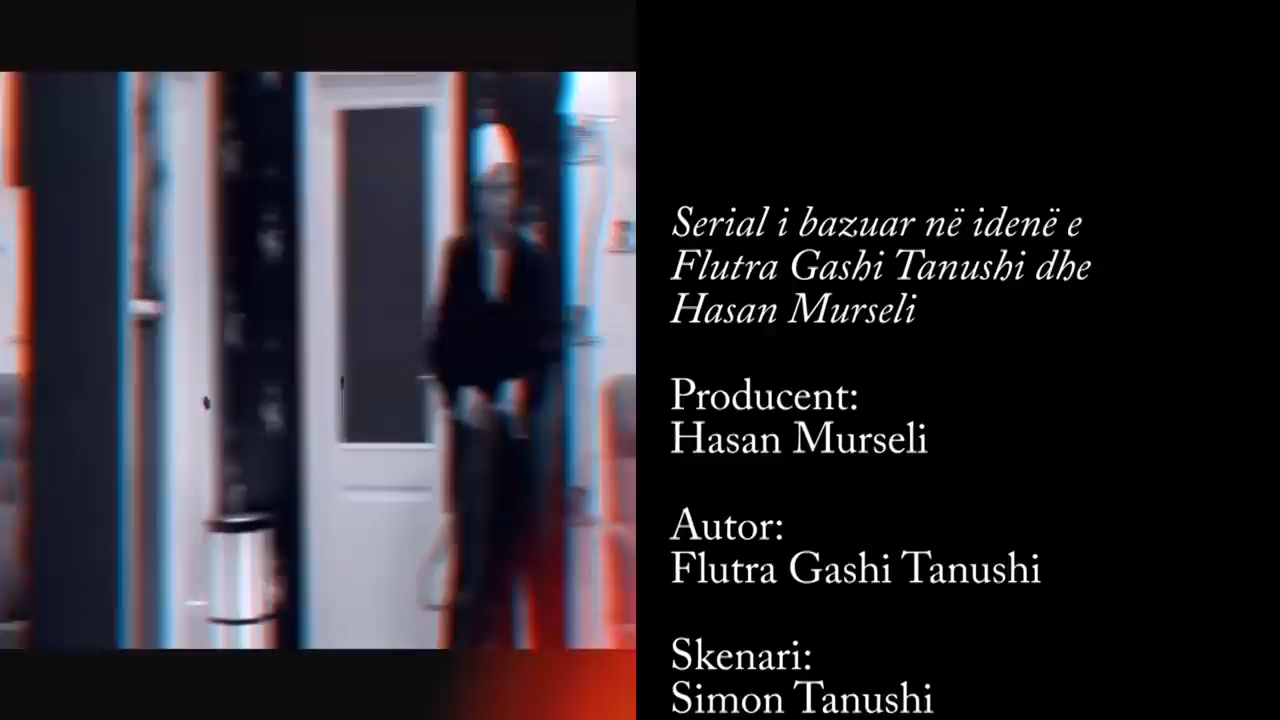 Serial i bazuar në idenë e
Flutra Gashi Tanushi dhe
Hasan Murseli
Producent:
Hasan Murseli
Autor:
Flutra Gashi Tanushi
Skenari:
Simon Tanushi